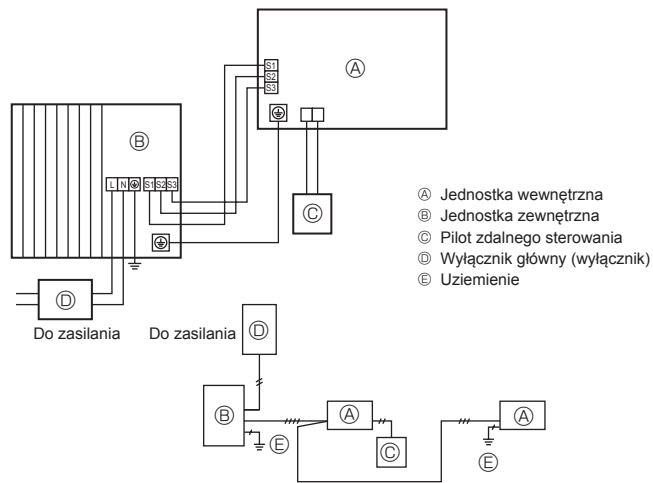 S1
S2
S3
Ⓐ
Ⓑ
L N S1 S2 S3
Ⓒ
Ⓓ
Do zasilania
Ⓐ Jednostka wewnętrzna
Ⓑ Jednostka zewnętrzna
Ⓒ Pilot zdalnego sterowania
Ⓓ Wyłącznik główny (wyłącznik)
Ⓔ Uziemienie
Do zasilania Ⓓ
Ⓑ
Ⓐ
Ⓐ
Ⓔ
Ⓒ
Ⓔ